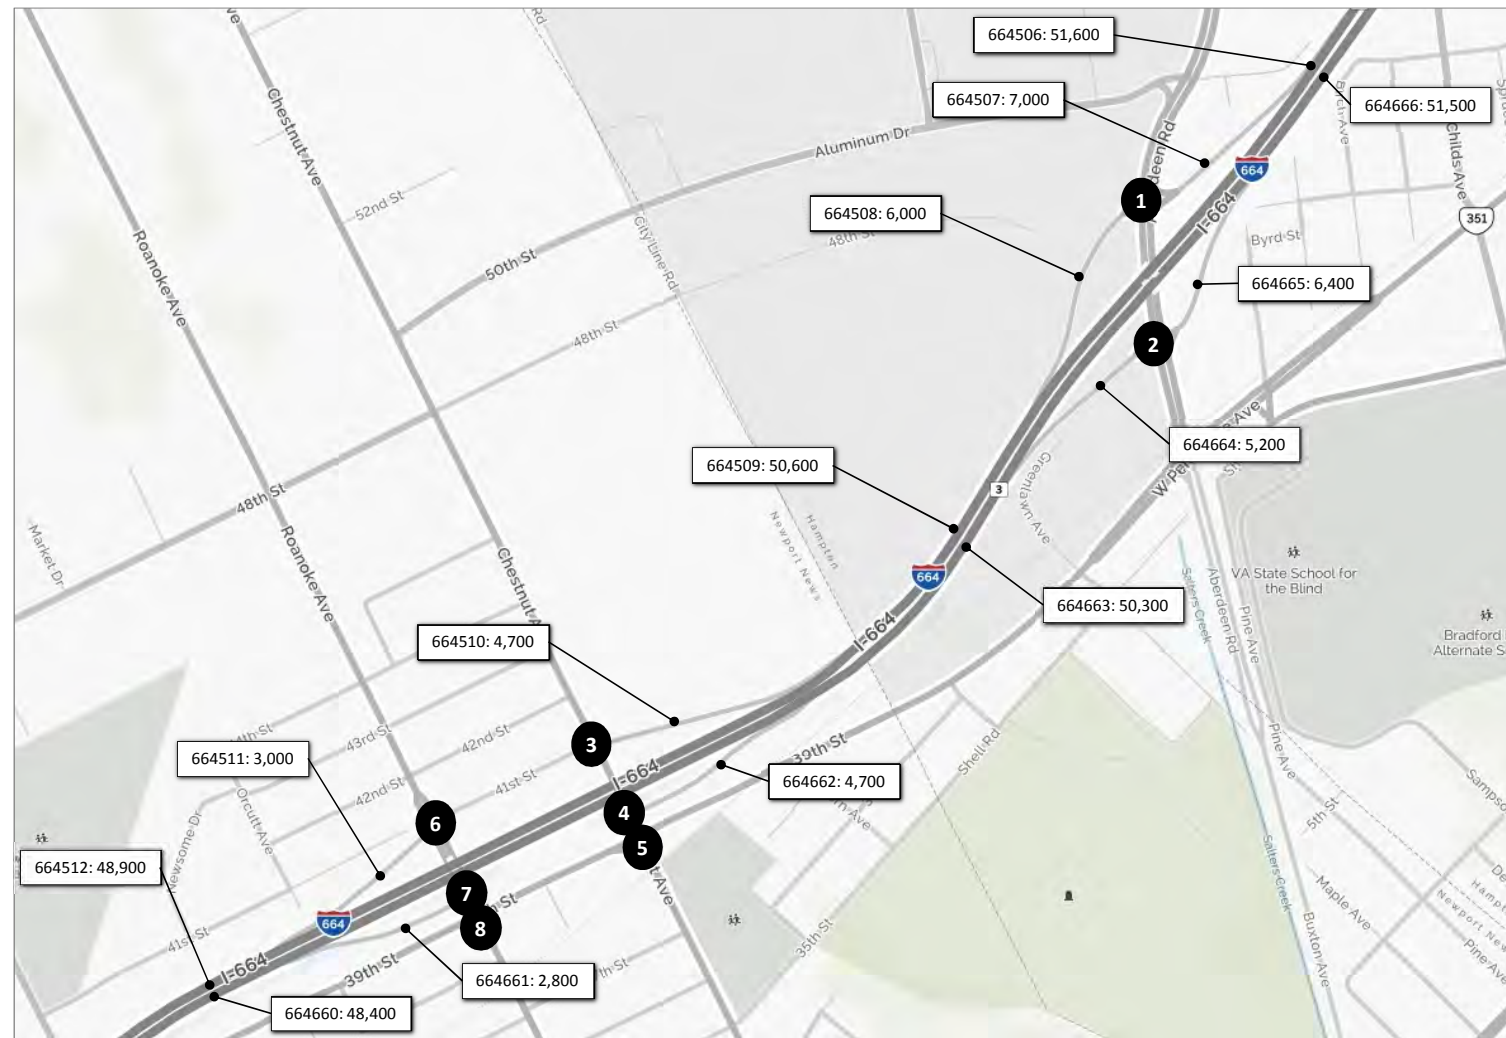 664506: 51,600
664507: 7,000
664666: 51,500
Aluminum Dr
Childs Ave
664
I-664
351
Chestnut Ave
52nd St
664508: 6,000
1
48th St
Byrd St
City Line Rd
Roanoke Ave
50th St
664665: 6,400
48th St
2
664664: 5,200
664509: 50,600
3
Greenlawn Ave
48th St
Market Dr
Roanoke Ave
Chestnut
Hampton
Newport News
664
664663: 50,300
VA State School for
the Blind
Salters Creek
Aberdeen Rd
Pine Ave
Bradford
Alternate S
I-664
664510: 4,700
3
43rd St
42nd St
39th St
Shell Rd
Pine Ave
664511: 3,000
42nd St
41st St
I-664
664662: 4,700
Orcutt Ave
Newsome Dr
4
5
6
5th St
664512: 48,900
7
8
Salters Creek
Maple Ave
664
41st St
35th St
Buxton Ave
Pine Ave
I-664
39th St
664661: 2,800
664660: 48,400